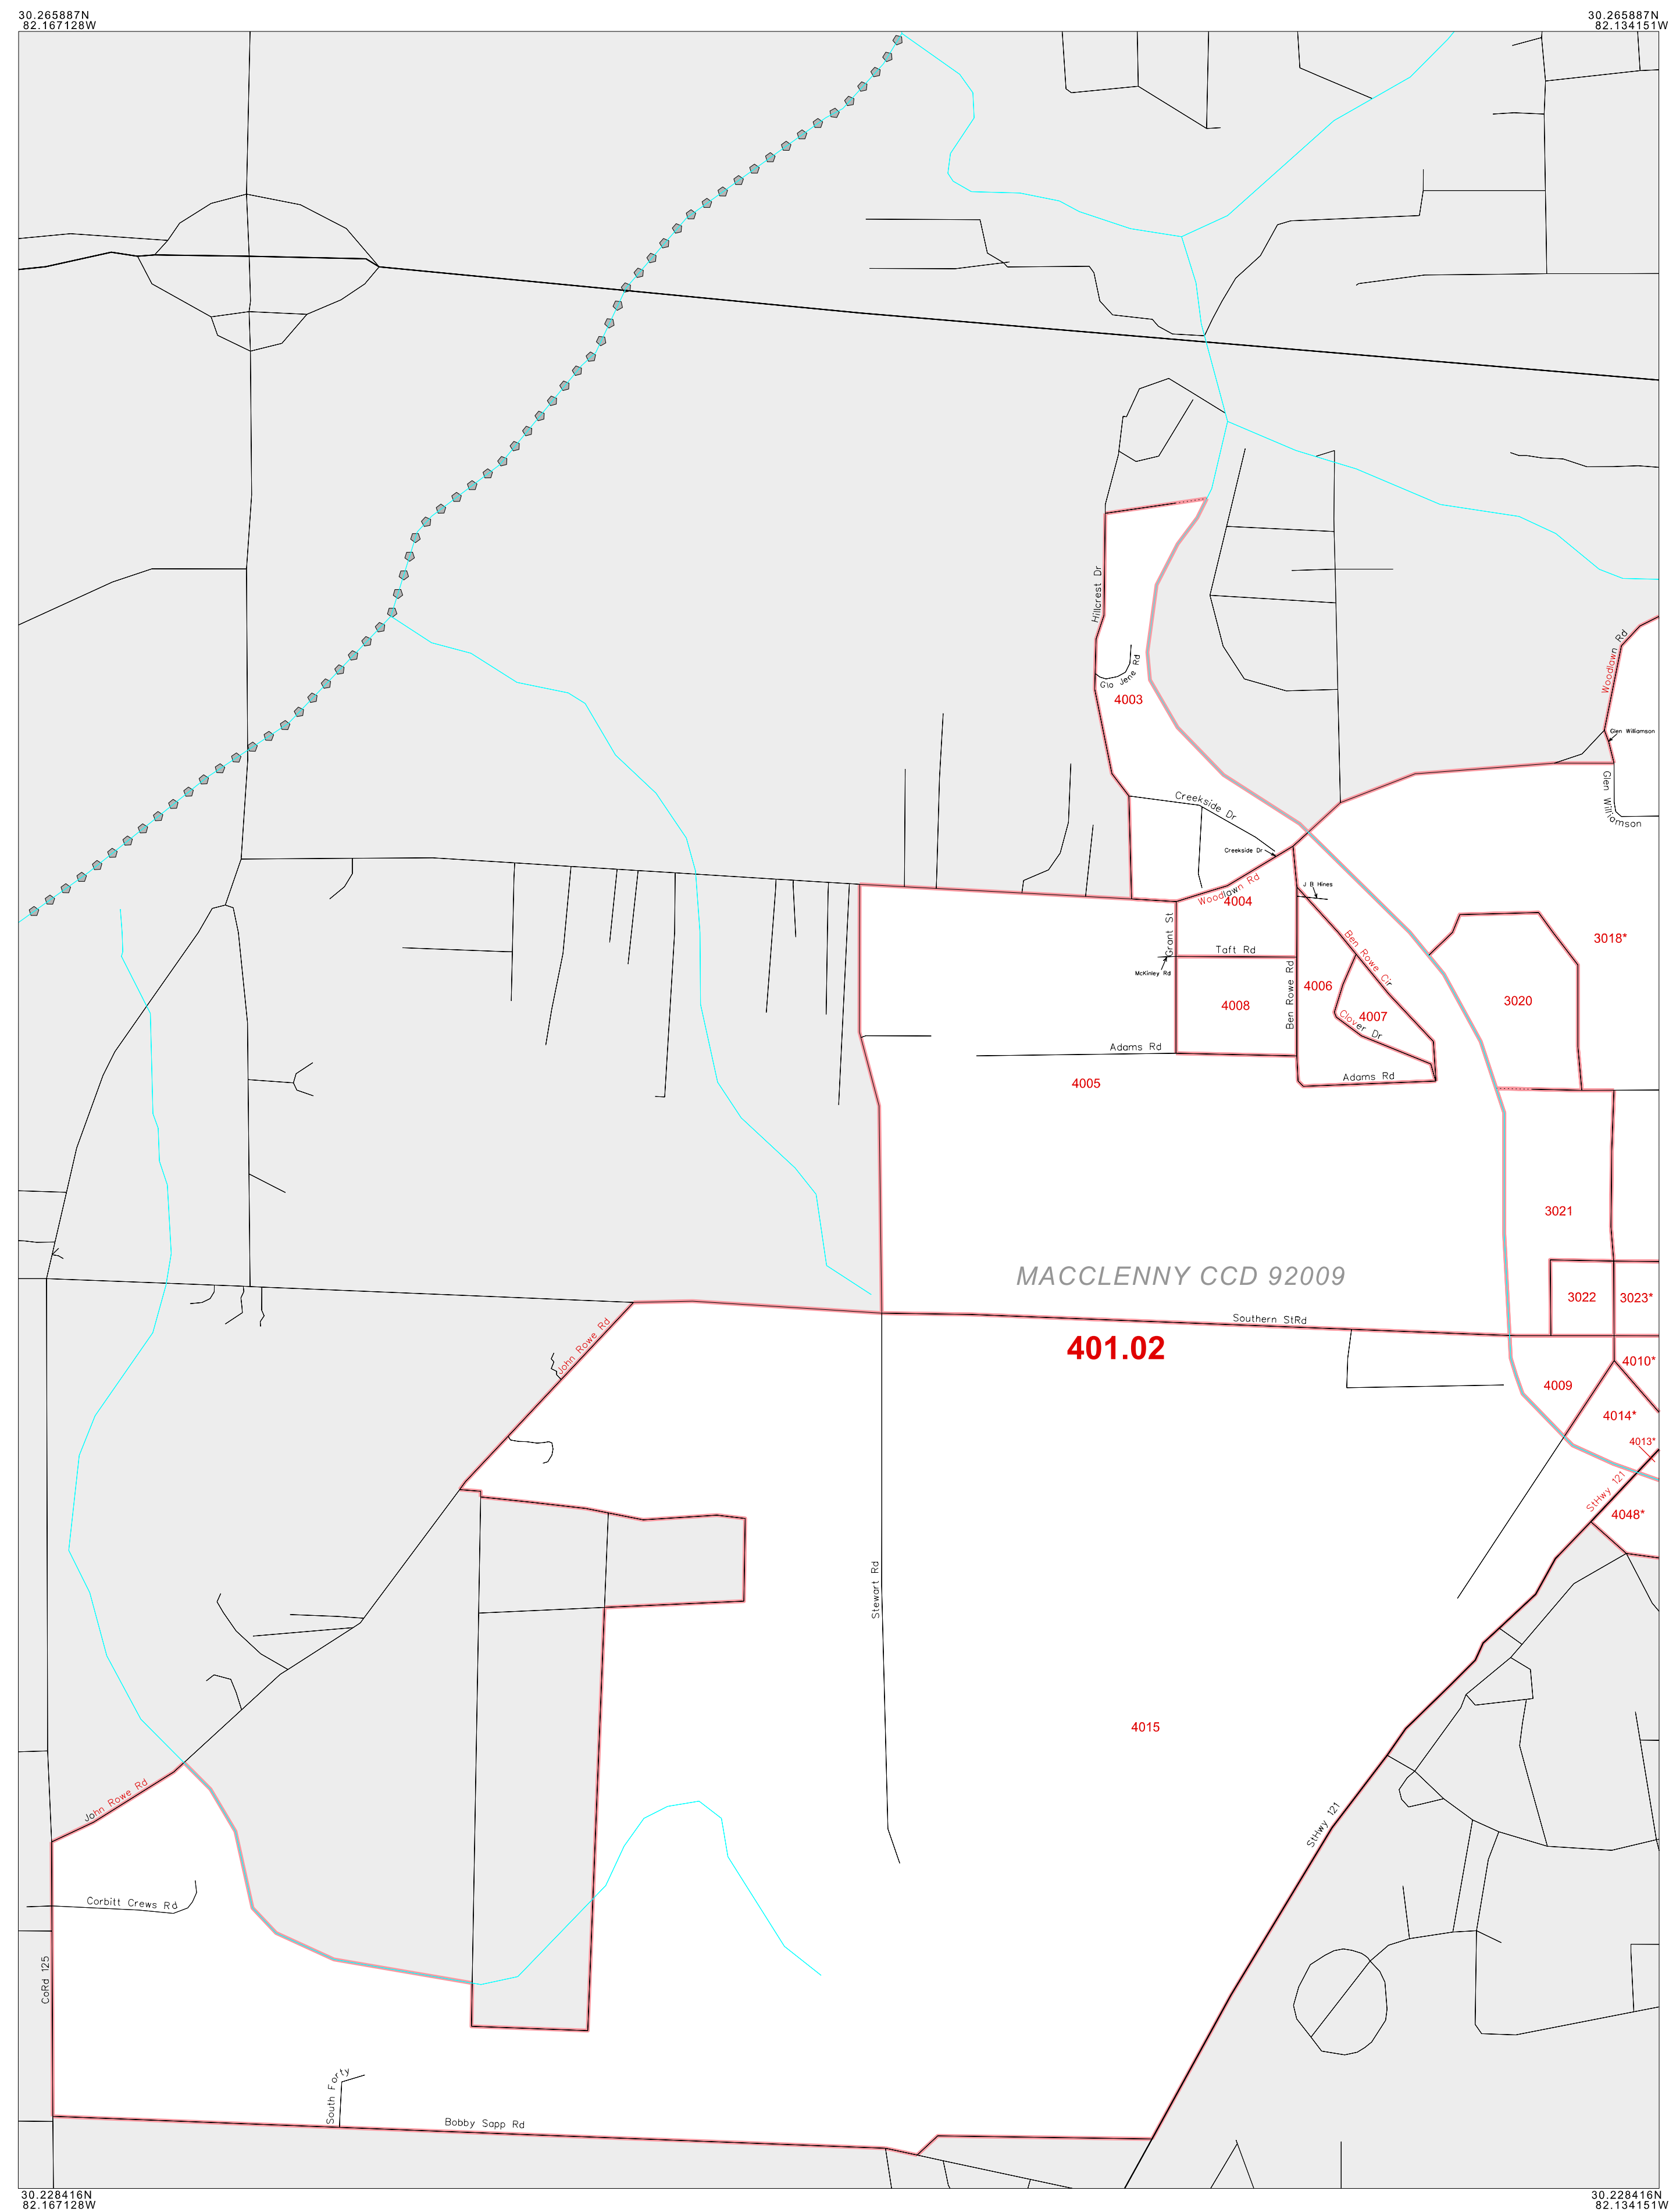 30.265887N
82.167128W
30.265887N
82.134151W
Hillcrest Dr
Woodlawn Rd
Glo Jene Rd
4003
Glen Williamson
Glen Williamson
Creekside Dr
Creekside Dr
J B Hines
Woodlawn Rd
4004
Grant St
Ben Rowe Cir
3018*
Taft Rd
McKinley Rd
Ben Rowe Rd
4006
4008
3020
4007
Clover Dr
Adams Rd
Adams Rd
4005
3021
MACCLENNY CCD 92009
3022
3023*
Southern StRd
John Rowe Rd
401.02
4010*
4009
4014*
4013*
StHwy 121
4048*
Stewart Rd
4015
John Rowe Rd
StHwy 121
Corbitt Crews Rd
CoRd 125
South Forty
Bobby Sapp Rd
30.228416N
82.167128W
30.228416N
82.134151W